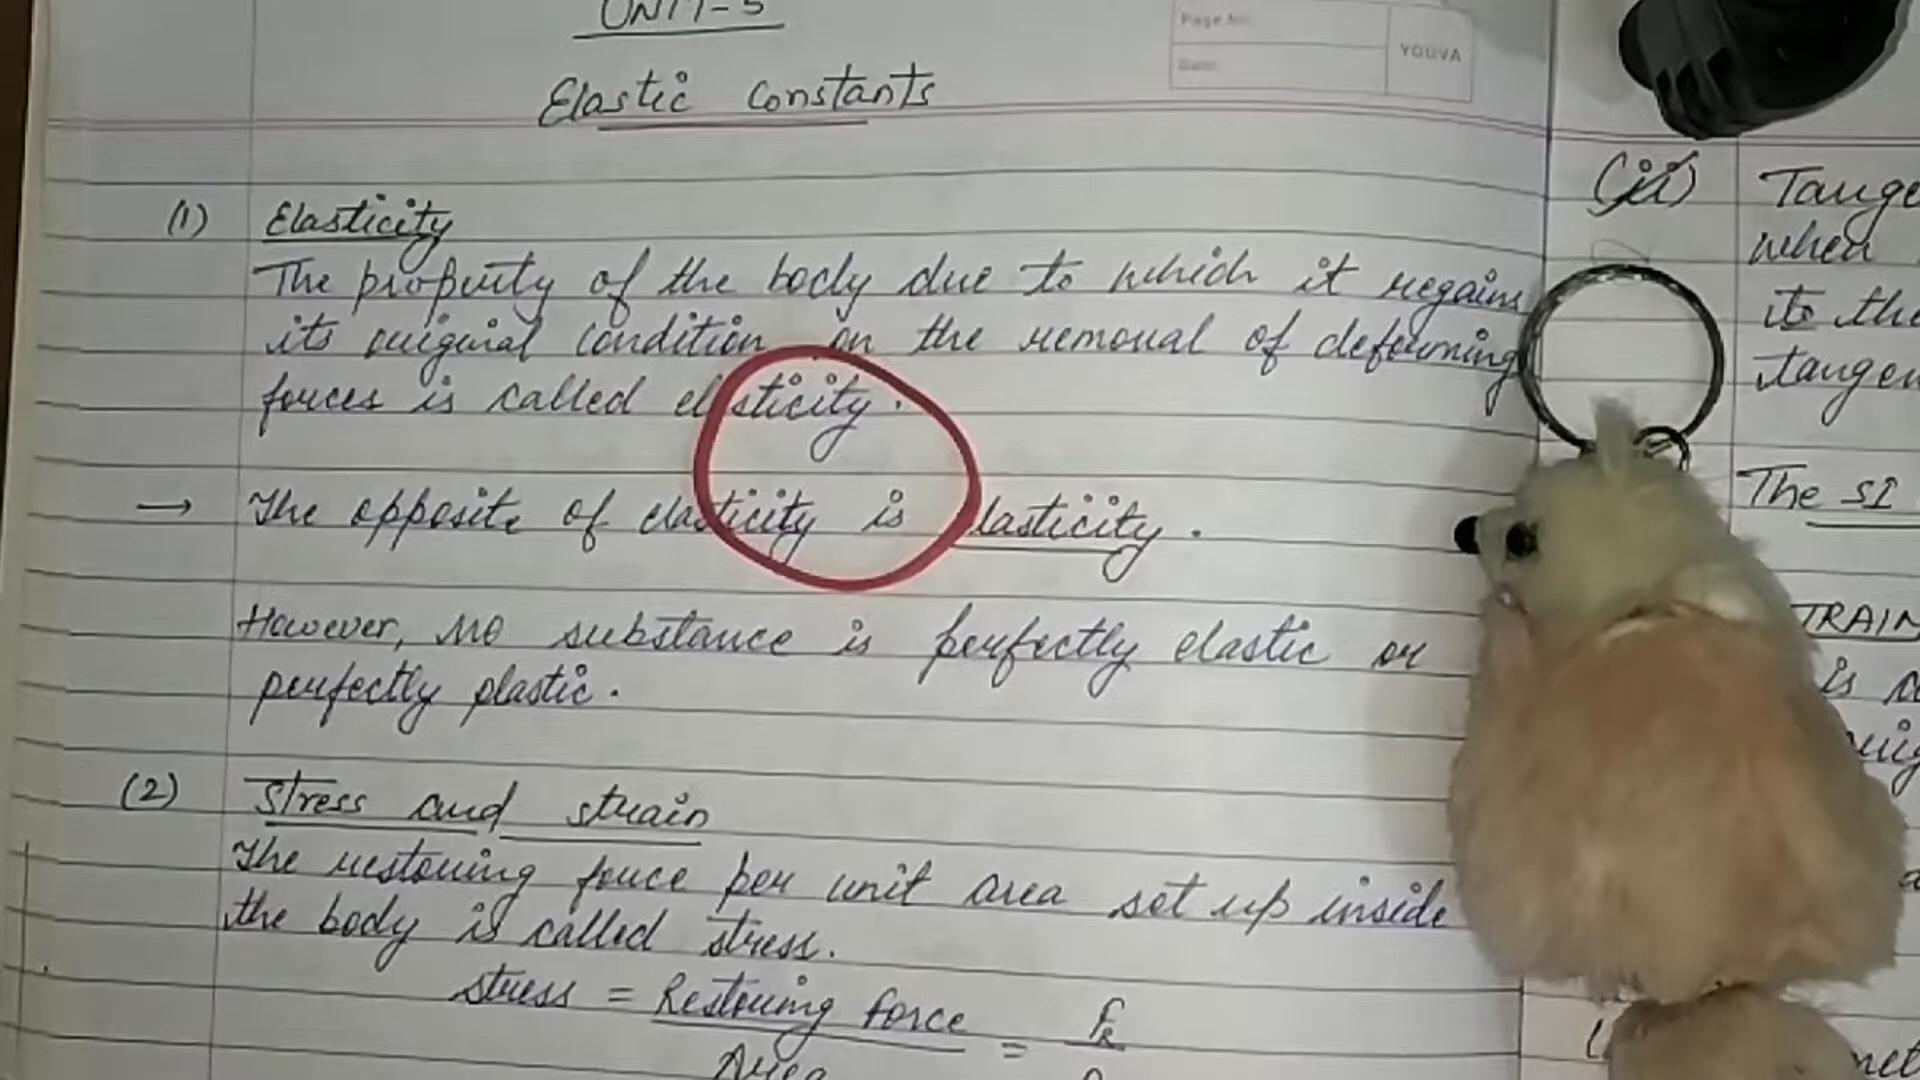 UNIT-5
Page No.
Date:
YOUVA
Elastic Constants
(1) Elasticity
The property of the body due to which it regains
its original condition on the removal of deforming
forces is called elasticity.
→ The opposite of elasticity is lasticity.
However, no substance is perfectly elastic or
perfectly plastic.
(2) Stress and strain
The restoring force per unit area set up inside
the body is called stress.
stress = Restoring force = fR
Area
(ii)
when
its the
The SI
TRAIN
is